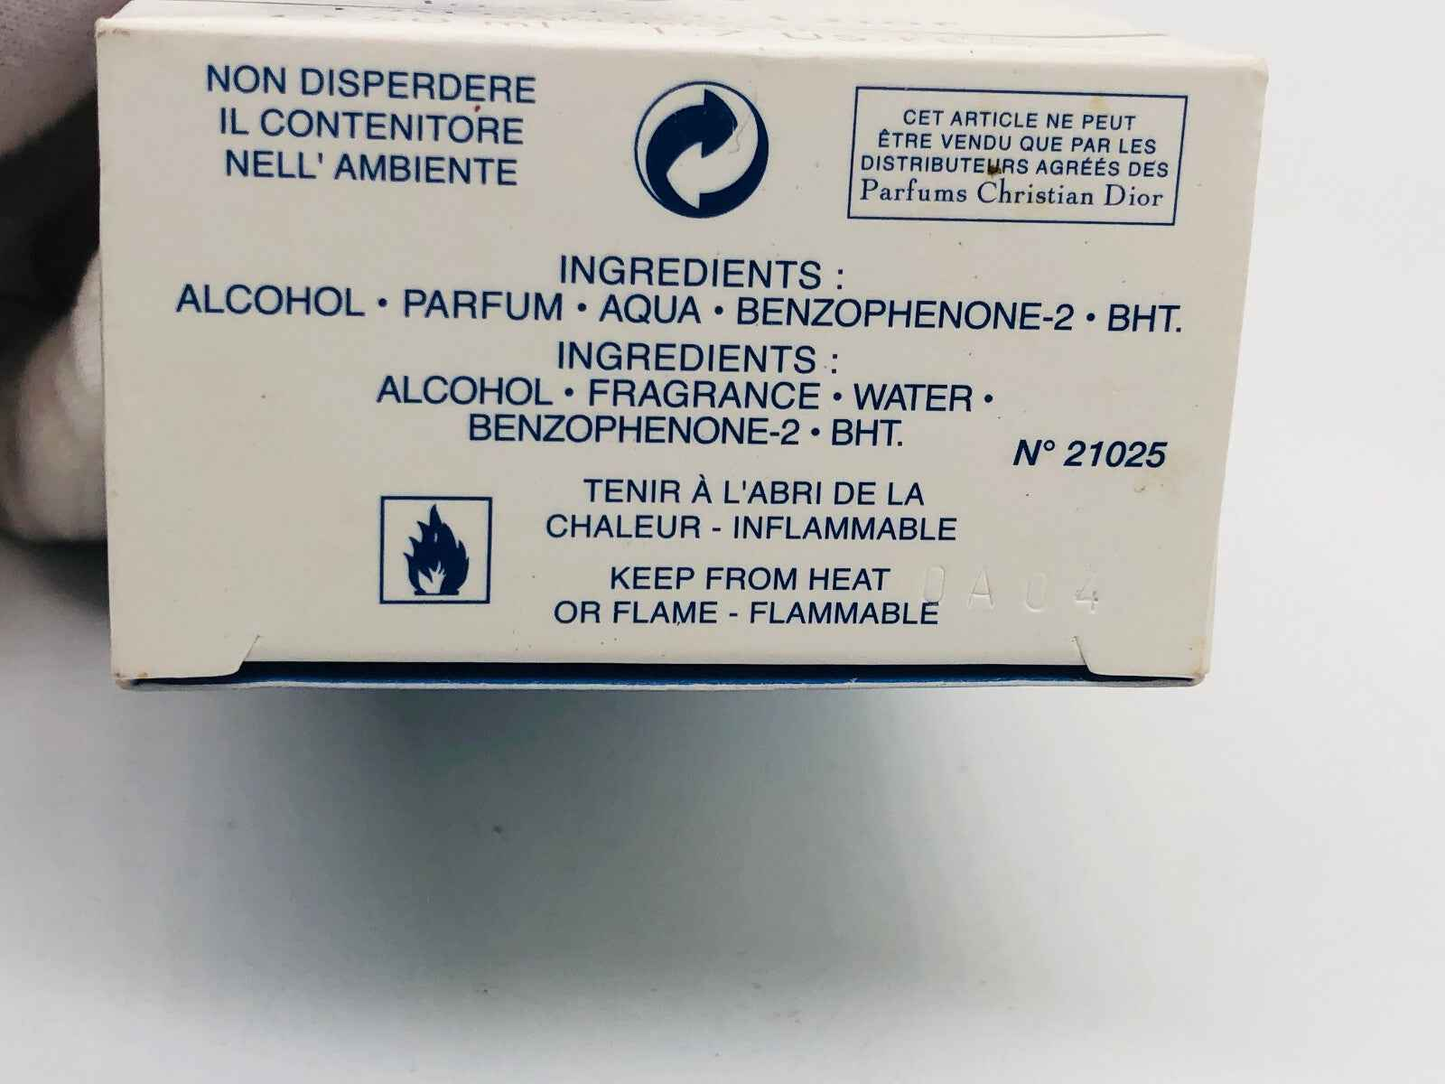 NON DISPERDERE
IL CONTENITORE
NELL' AMBIENTE
CET ARTICLE NE PEUT
ÊTRE VENDU QUE PAR LES
DISTRIBUTEURS AGRÉÉS DES
Parfums Christian Dior
INGREDIENTS :
ALCOHOL • PARFUM • AQUA • BENZOPHENONE-2 • BHT.
INGREDIENTS :
ALCOHOL • FRAGRANCE • WATER •
BENZOPHENONE-2 • BHT.
N° 21025
TENIR À L'ABRI DE LA
CHALEUR - INFLAMMABLE
KEEP FROM HEAT
OR FLAME - FLAMMABLE